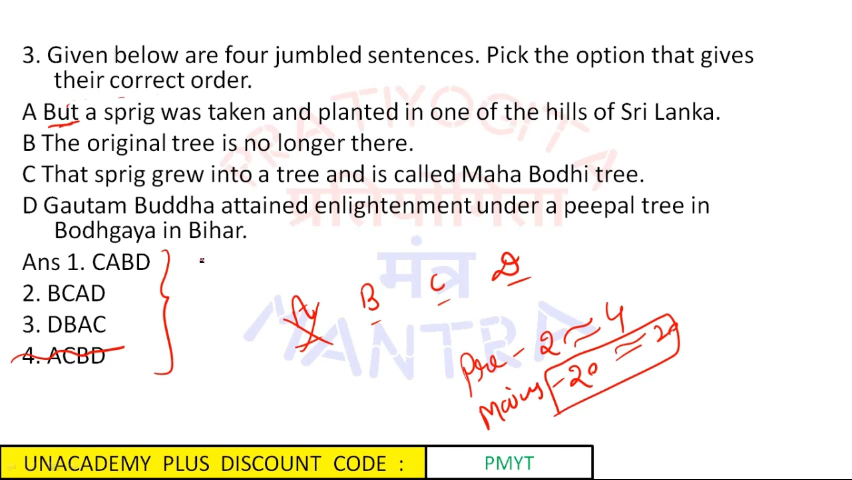 3. Given below are four jumbled sentences. Pick the option that gives
their correct order.
A But a sprig was taken and planted in one of the hills of Sri Lanka.
B The original tree is no longer there.
C That sprig grew into a tree and is called Maha Bodhi tree.
D Gautam Buddha attained enlightenment under a peepal tree in
Bodhgaya in Bihar.
Ans 1. CABD
2. BCAD
3. DBAC
4. ACBD
A B C D
Pre - 2 ≈ 4
Mains - 20 ≈
PRATIYOGITA
प्रतियोगिता
मंत्र
MANTRA
UNACADEMY PLUS DISCOUNT CODE :
PMYT